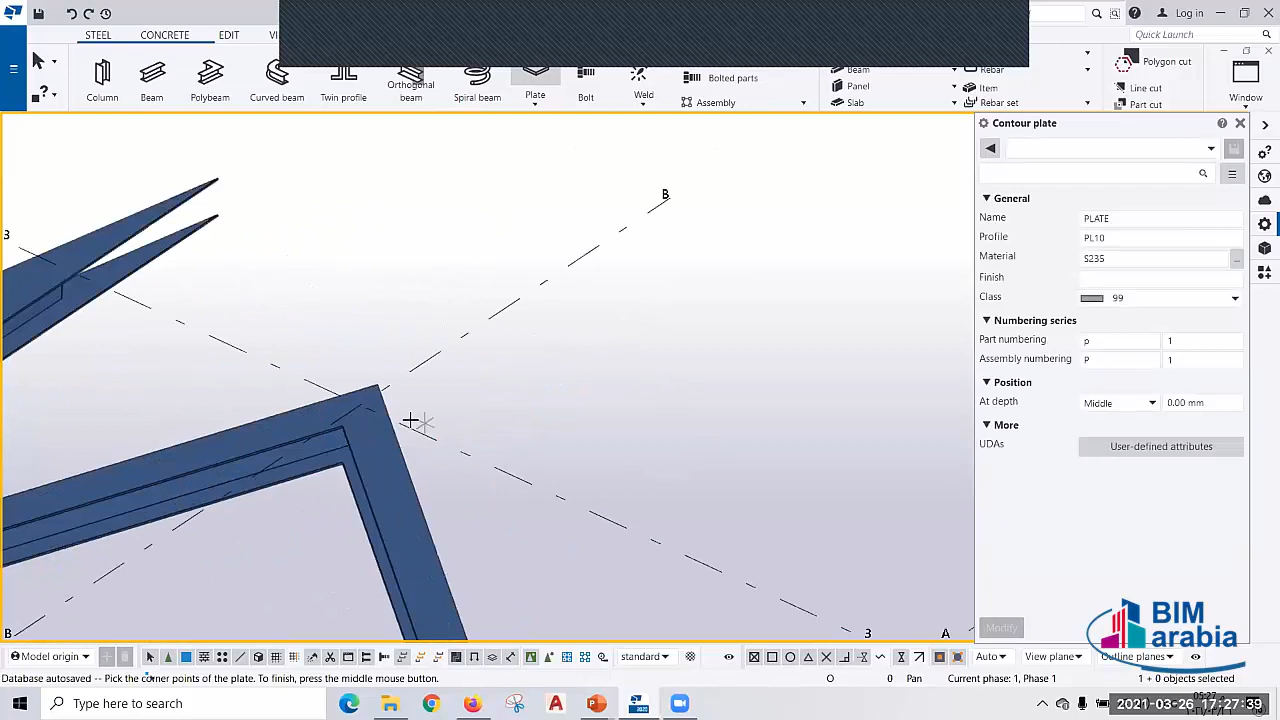 Log in
STEEL
CONCRETE
EDIT
Quick Launch
Column
Beam
Polybeam
Curved beam
Twin profile
Orthogonal
beam
Spiral beam
Plate
Bolt
Weld
Bolted parts
Assembly
Beam
Panel
Slab
Rebar
Item
Rebar set
Polygon cut
Line cut
Part cut
Window
Contour plate
General
Name
PLATE
Profile
PL10
Material
S235
...
Finish
Class
99
Numbering series
Part numbering
p
1
Assembly numbering
P
1
Position
At depth
Middle
0.00 mm
More
UDAs
User-defined attributes
Modify
B
3
B
3
A
BIM
arabia
Model origin
standard
Auto
View plane
Outline planes
Database autosaved -- Pick the corner points of the plate. To finish, press the middle mouse button.
O
0
Pan
Current phase: 1, Phase 1
1 + 0 objects selected
Type here to search
2021-03-26 17:27:39